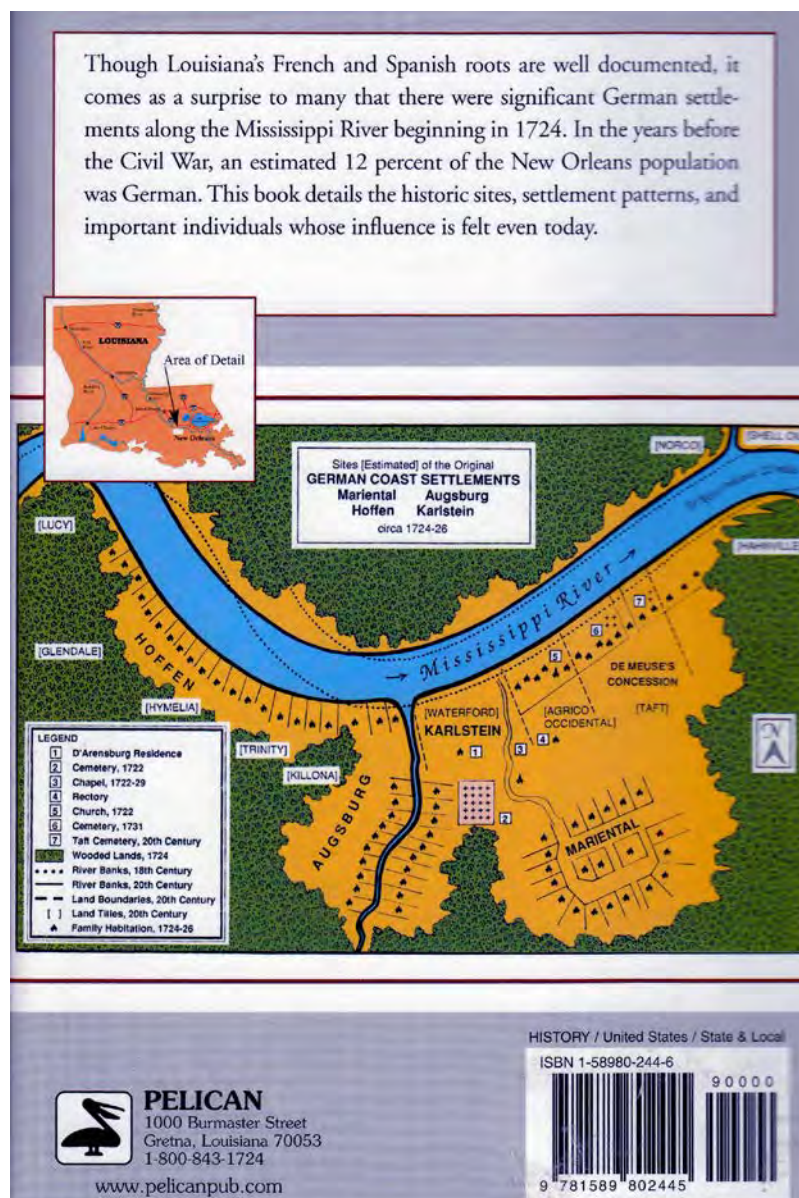 Though Louisiana's French and Spanish roots are well documented, it
comes as a surprise to many that there were significant German settle-
ments along the Mississippi River beginning in 1724. In the years before
the Civil War, an estimated 12 percent of the New Orleans population
was German. This book details the historic sites, settlement patterns, and
important individuals whose influence is felt even today.
LOUISIANA
Area of Detail
New Orleans
Sites [Estimated] of the Original
GERMAN COAST SETTLEMENTS
Mariental Augsburg
Hoffen Karlstein
circa 1724-26
[NORCO]
[LUCY]
[HAHNVILLE]
Mississippi River
[GLENDALE]
HOFFEN
[HYMELIA]
[TRINITY]
[KILLONA]
AUGSBURG
[WATERFORD]
KARLSTEIN
1
2
3
4
5
6
7
DE MEUSE'S
CONCESSION
[AGRICO
OCCIDENTAL]
[TAFT]
MARIENTAL
N
LEGEND
1 D'Arensburg Residence
2 Cemetery, 1722
3 Chapel, 1722-29
4 Rectory
5 Church, 1722
6 Cemetery, 1731
7 Taft Cemetery, 20th Century
Wooded Lands, 1724
River Banks, 18th Century
River Banks, 20th Century
Land Boundaries, 20th Century
[ ] Land Titles, 20th Century
Family Habitation, 1724-26
HISTORY / United States / State & Local
ISBN 1-58980-244-6
90000
9 781589 802445
PELICAN
1000 Burmaster Street
Gretna, Louisiana 70053
1-800-843-1724
www.pelicanpub.com